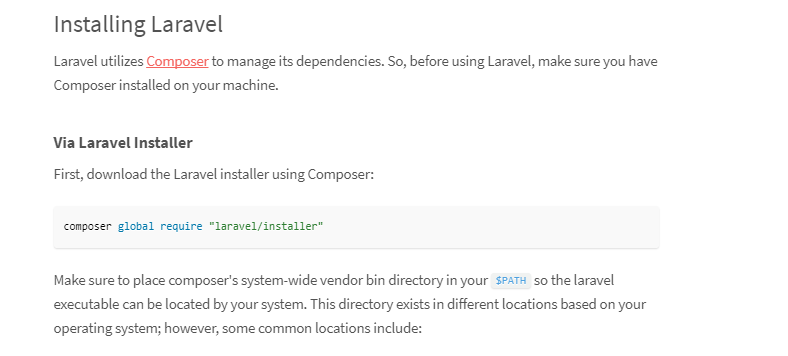 Installing Laravel
Laravel utilizes Composer to manage its dependencies. So, before using Laravel, make sure you have
Composer installed on your machine.
Via Laravel Installer
First, download the Laravel installer using Composer:
composer global require "laravel/installer"
Make sure to place composer's system-wide vendor bin directory in your $PATH so the laravel
executable can be located by your system. This directory exists in different locations based on your
operating system; however, some common locations include: